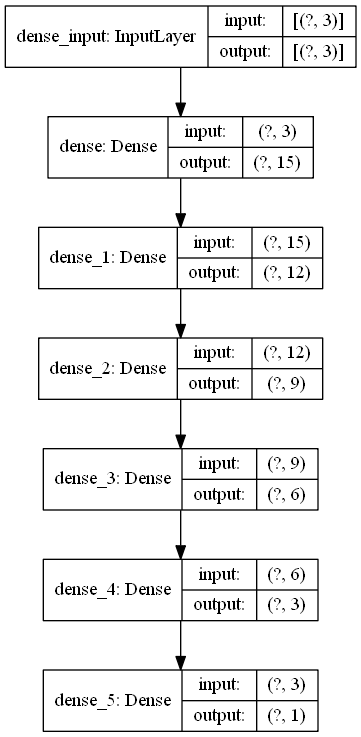 dense_input: InputLayer input: [(?, 3)]
output: [(?, 3)]
dense: Dense input: (?, 3)
output: (?, 15)
dense_1: Dense input: (?, 15)
output: (?, 12)
dense_2: Dense input: (?, 12)
output: (?, 9)
dense_3: Dense input: (?, 9)
output: (?, 6)
dense_4: Dense input: (?, 6)
output: (?, 3)
dense_5: Dense input: (?, 3)
output: (?, 1)